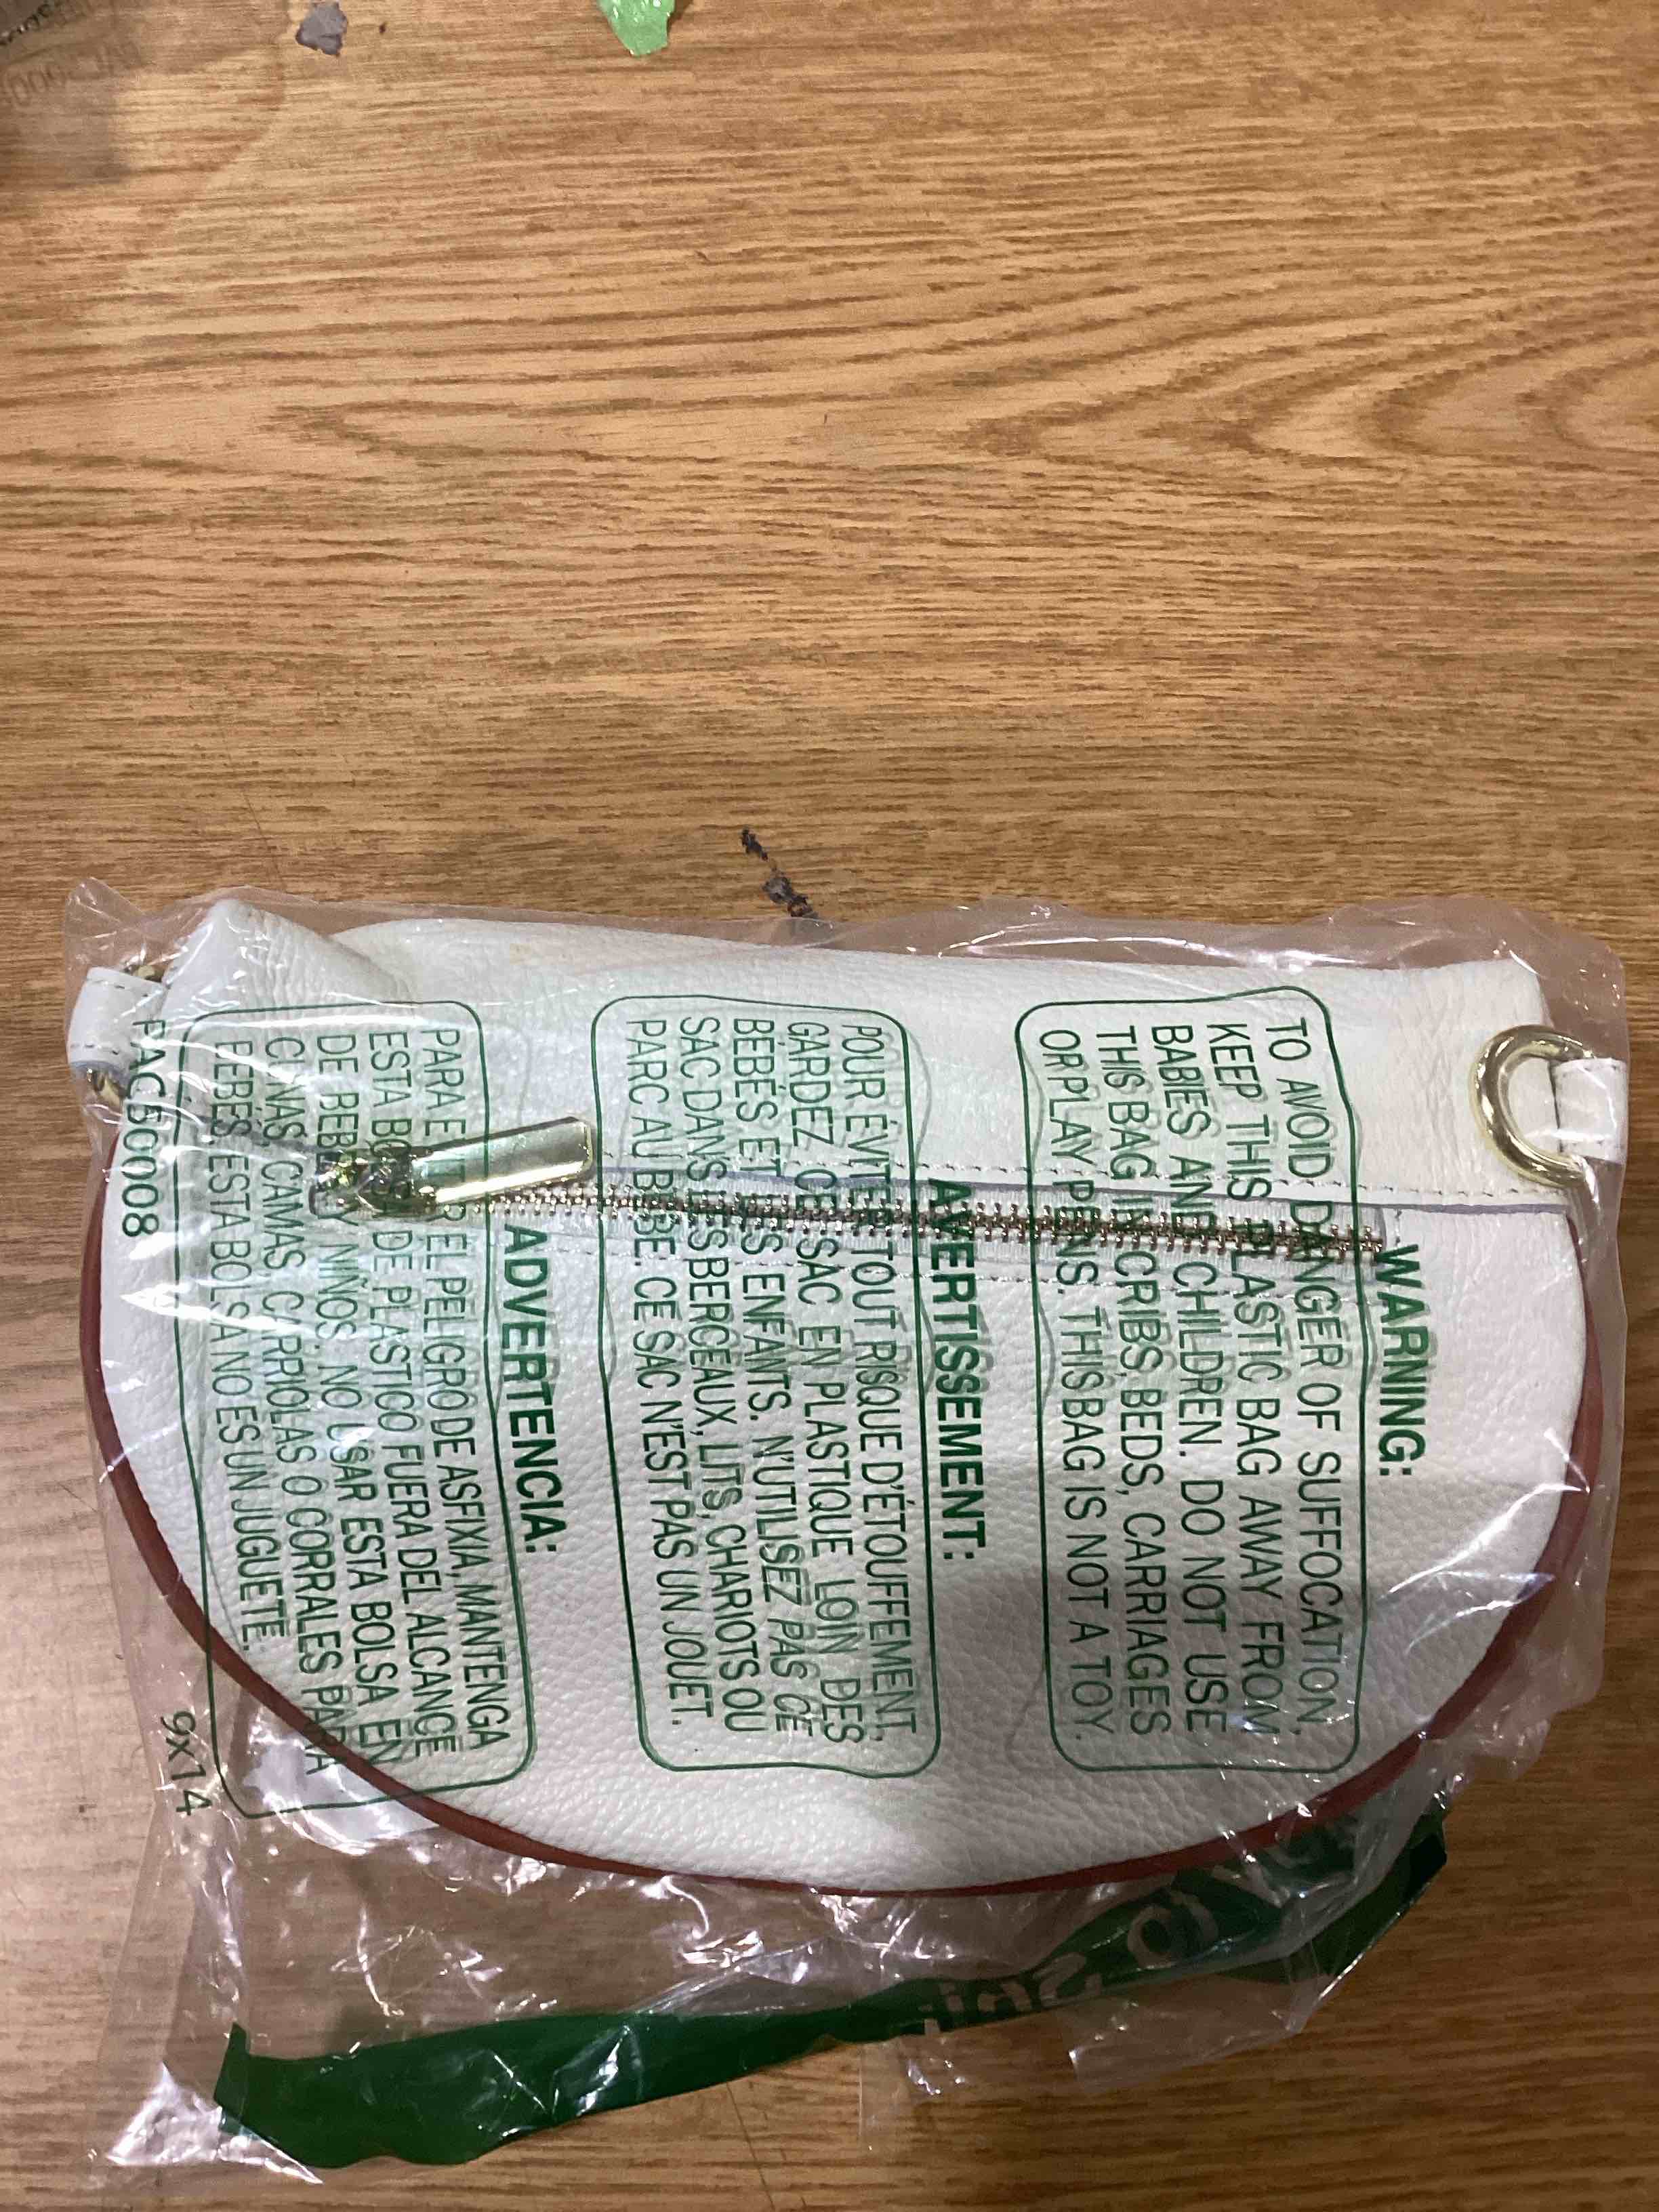 WARNING:
TO AVOID DANGER OF SUFFOCATION,
KEEP THIS PLASTIC BAG AWAY FROM
BABIES AND CHILDREN. DO NOT USE
THIS BAG IN CRIBS, BEDS, CARRIAGES
OR PLAY PENS. THIS BAG IS NOT A TOY.
AVERTISSEMENT:
POUR ÉVITER TOUT RISQUE D'ÉTOUFFEMENT,
GARDEZ CE SAC EN PLASTIQUE LOIN DES
BÉBÉS ET DES ENFANTS. N'UTILISEZ PAS CE
SAC DANS LES BERCEAUX, LITS, CHARIOTS OU
PARC AU BÉBE. CE SAC N'EST PAS UN JOUET.
ADVERTENCIA:
PARA EL PELIGRO DE ASFIXIA, MANTENGA
ESTA BOLSA DE PLASTICO FUERA DEL ALCANCE
DE BEBES Y NIÑOS. NO USAR ESTA BOLSA EN
CUNAS, CAMAS, CARRIOLAS O CORRALES PARA
BEBÉS. ESTA BOLSA NO ES UN JUGUETE.
PACBG008
9x14